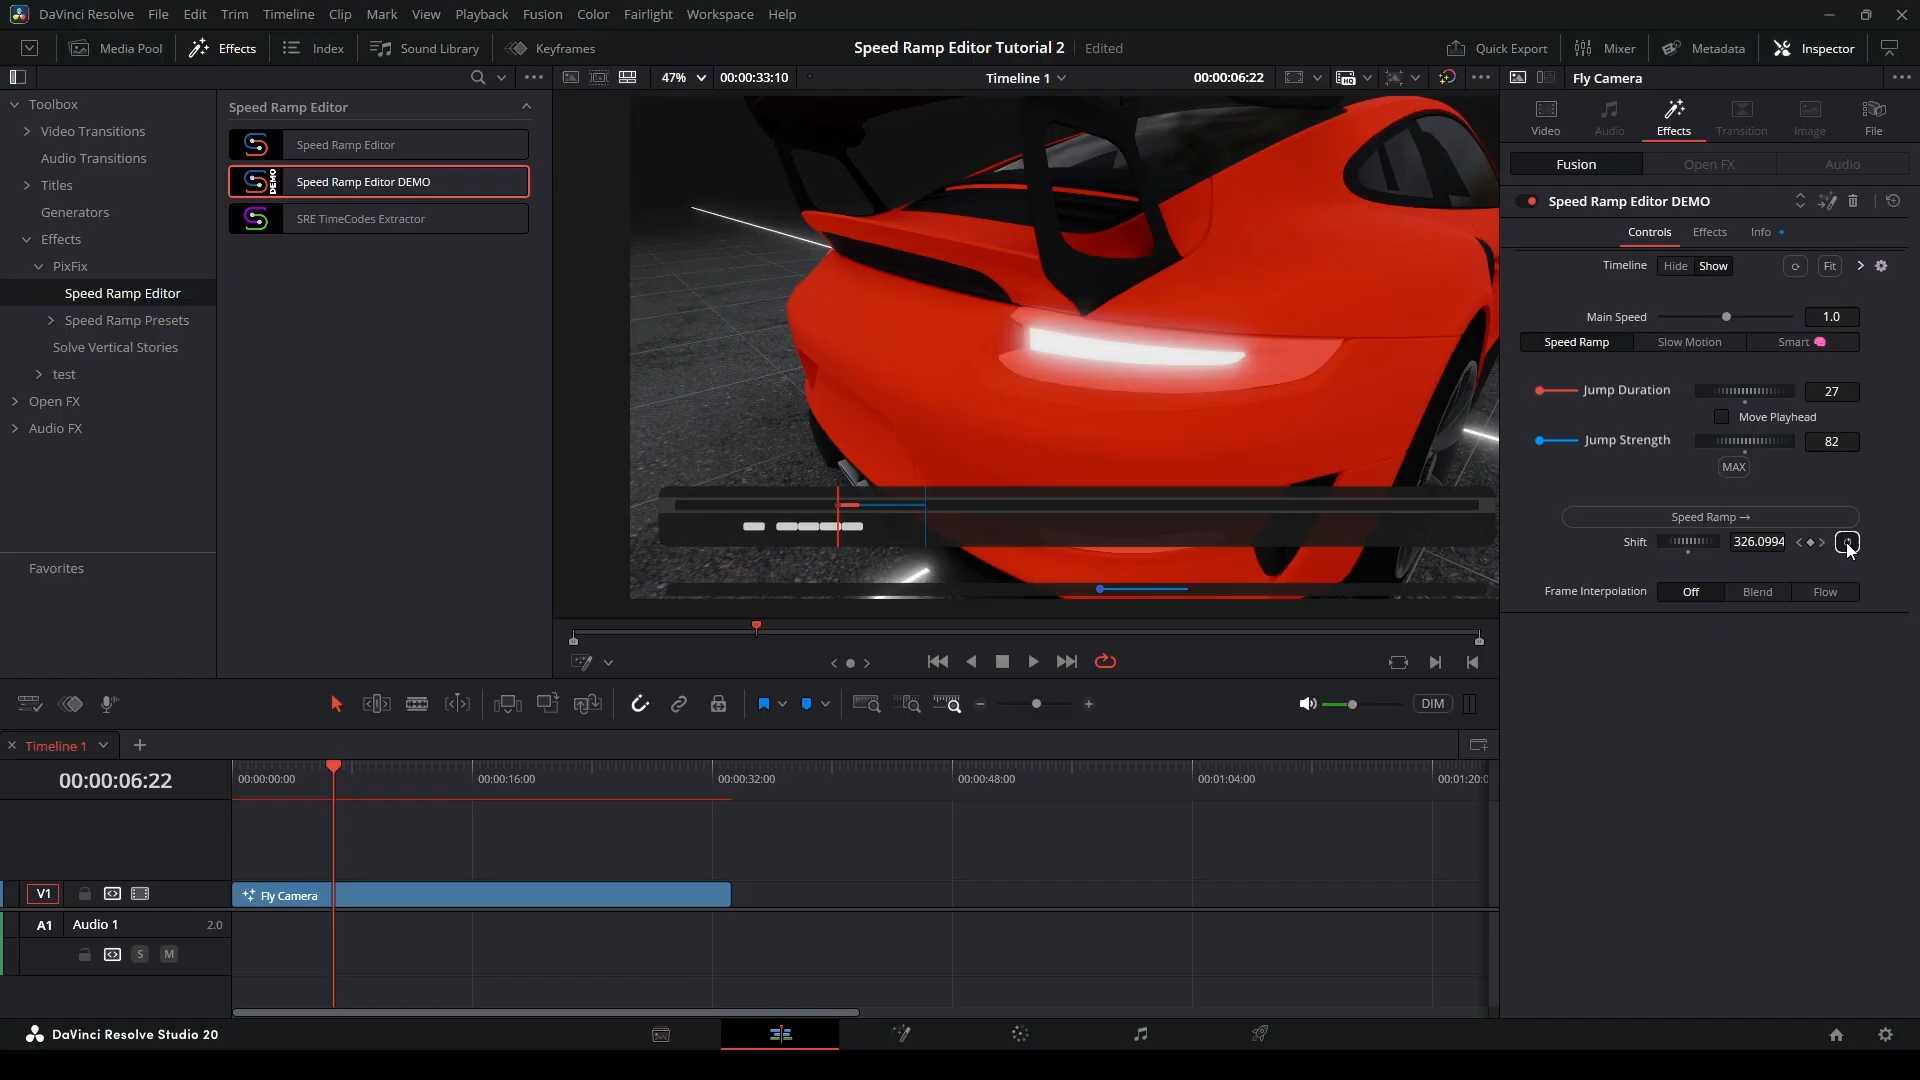 DaVinci Resolve File Edit Trim Timeline Clip Mark View Playback Fusion Color Fairlight Workspace Help
Media Pool Effects Index Sound Library Keyframes Speed Ramp Editor Tutorial 2 Edited Quick Export Mixer Metadata Inspector
47% 00:00:33:10 Timeline 1 00:00:06:22 Fly Camera
Toolbox
Video Transitions
Audio Transitions
Titles
Generators
Effects
PixFix
Speed Ramp Editor
Speed Ramp Presets
Solve Vertical Stories
test
Open FX
Audio FX
Favorites
Speed Ramp Editor
Speed Ramp Editor
DEMO Speed Ramp Editor DEMO
SRE TimeCodes Extractor
Video Audio Effects Transition Image File
Fusion Open FX Audio
Speed Ramp Editor DEMO
Controls Effects Info
Timeline Hide Show Fit
Main Speed 1.0
Speed Ramp Slow Motion Smart
Jump Duration 27
Move Playhead
Jump Strength 82
MAX
Speed Ramp →
Shift 326.0994
Frame Interpolation Off Blend Flow
DIM
Timeline 1
00:00:06:22 00:00:00:00 00:00:16:00 00:00:32:00 00:00:48:00 00:01:04:00 00:01:20:0
V1 Fly Camera
A1 Audio 1 2.0
S M
DaVinci Resolve Studio 20